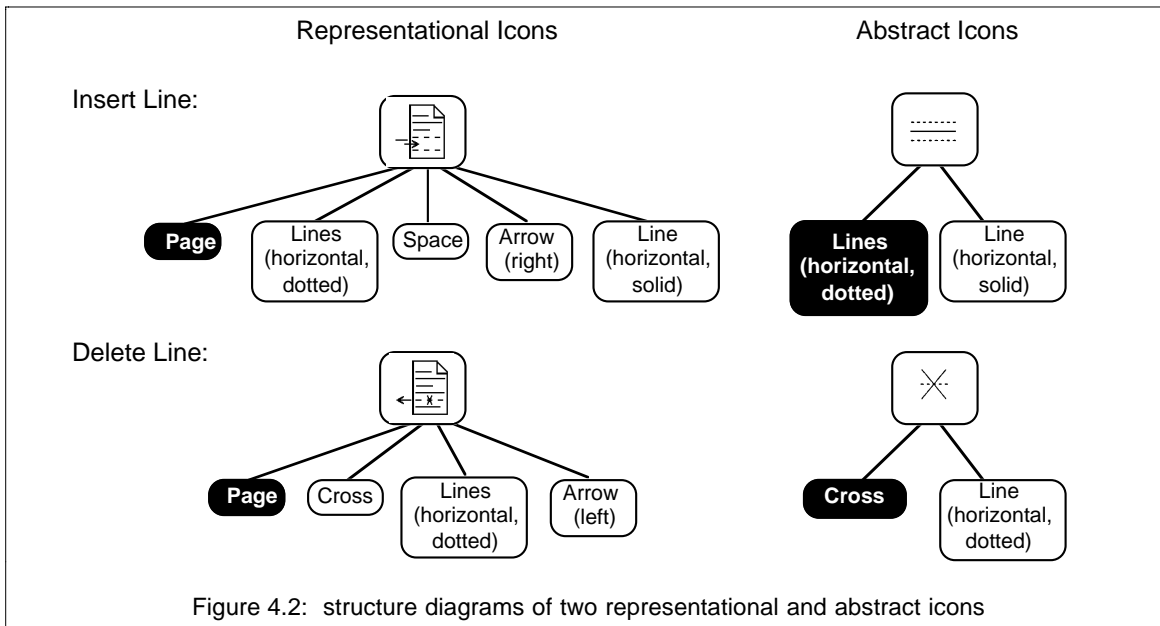 Representational Icons
Abstract Icons
Insert Line:
Page
Lines
(horizontal,
dotted)
Space
Arrow
(right)
Line
(horizontal,
solid)
Lines
(horizontal,
dotted)
Line
(horizontal,
solid)
Delete Line:
Page
Cross
Lines
(horizontal,
dotted)
Arrow
(left)
Cross
Line
(horizontal,
dotted)
Figure 4.2: structure diagrams of two representational and abstract icons